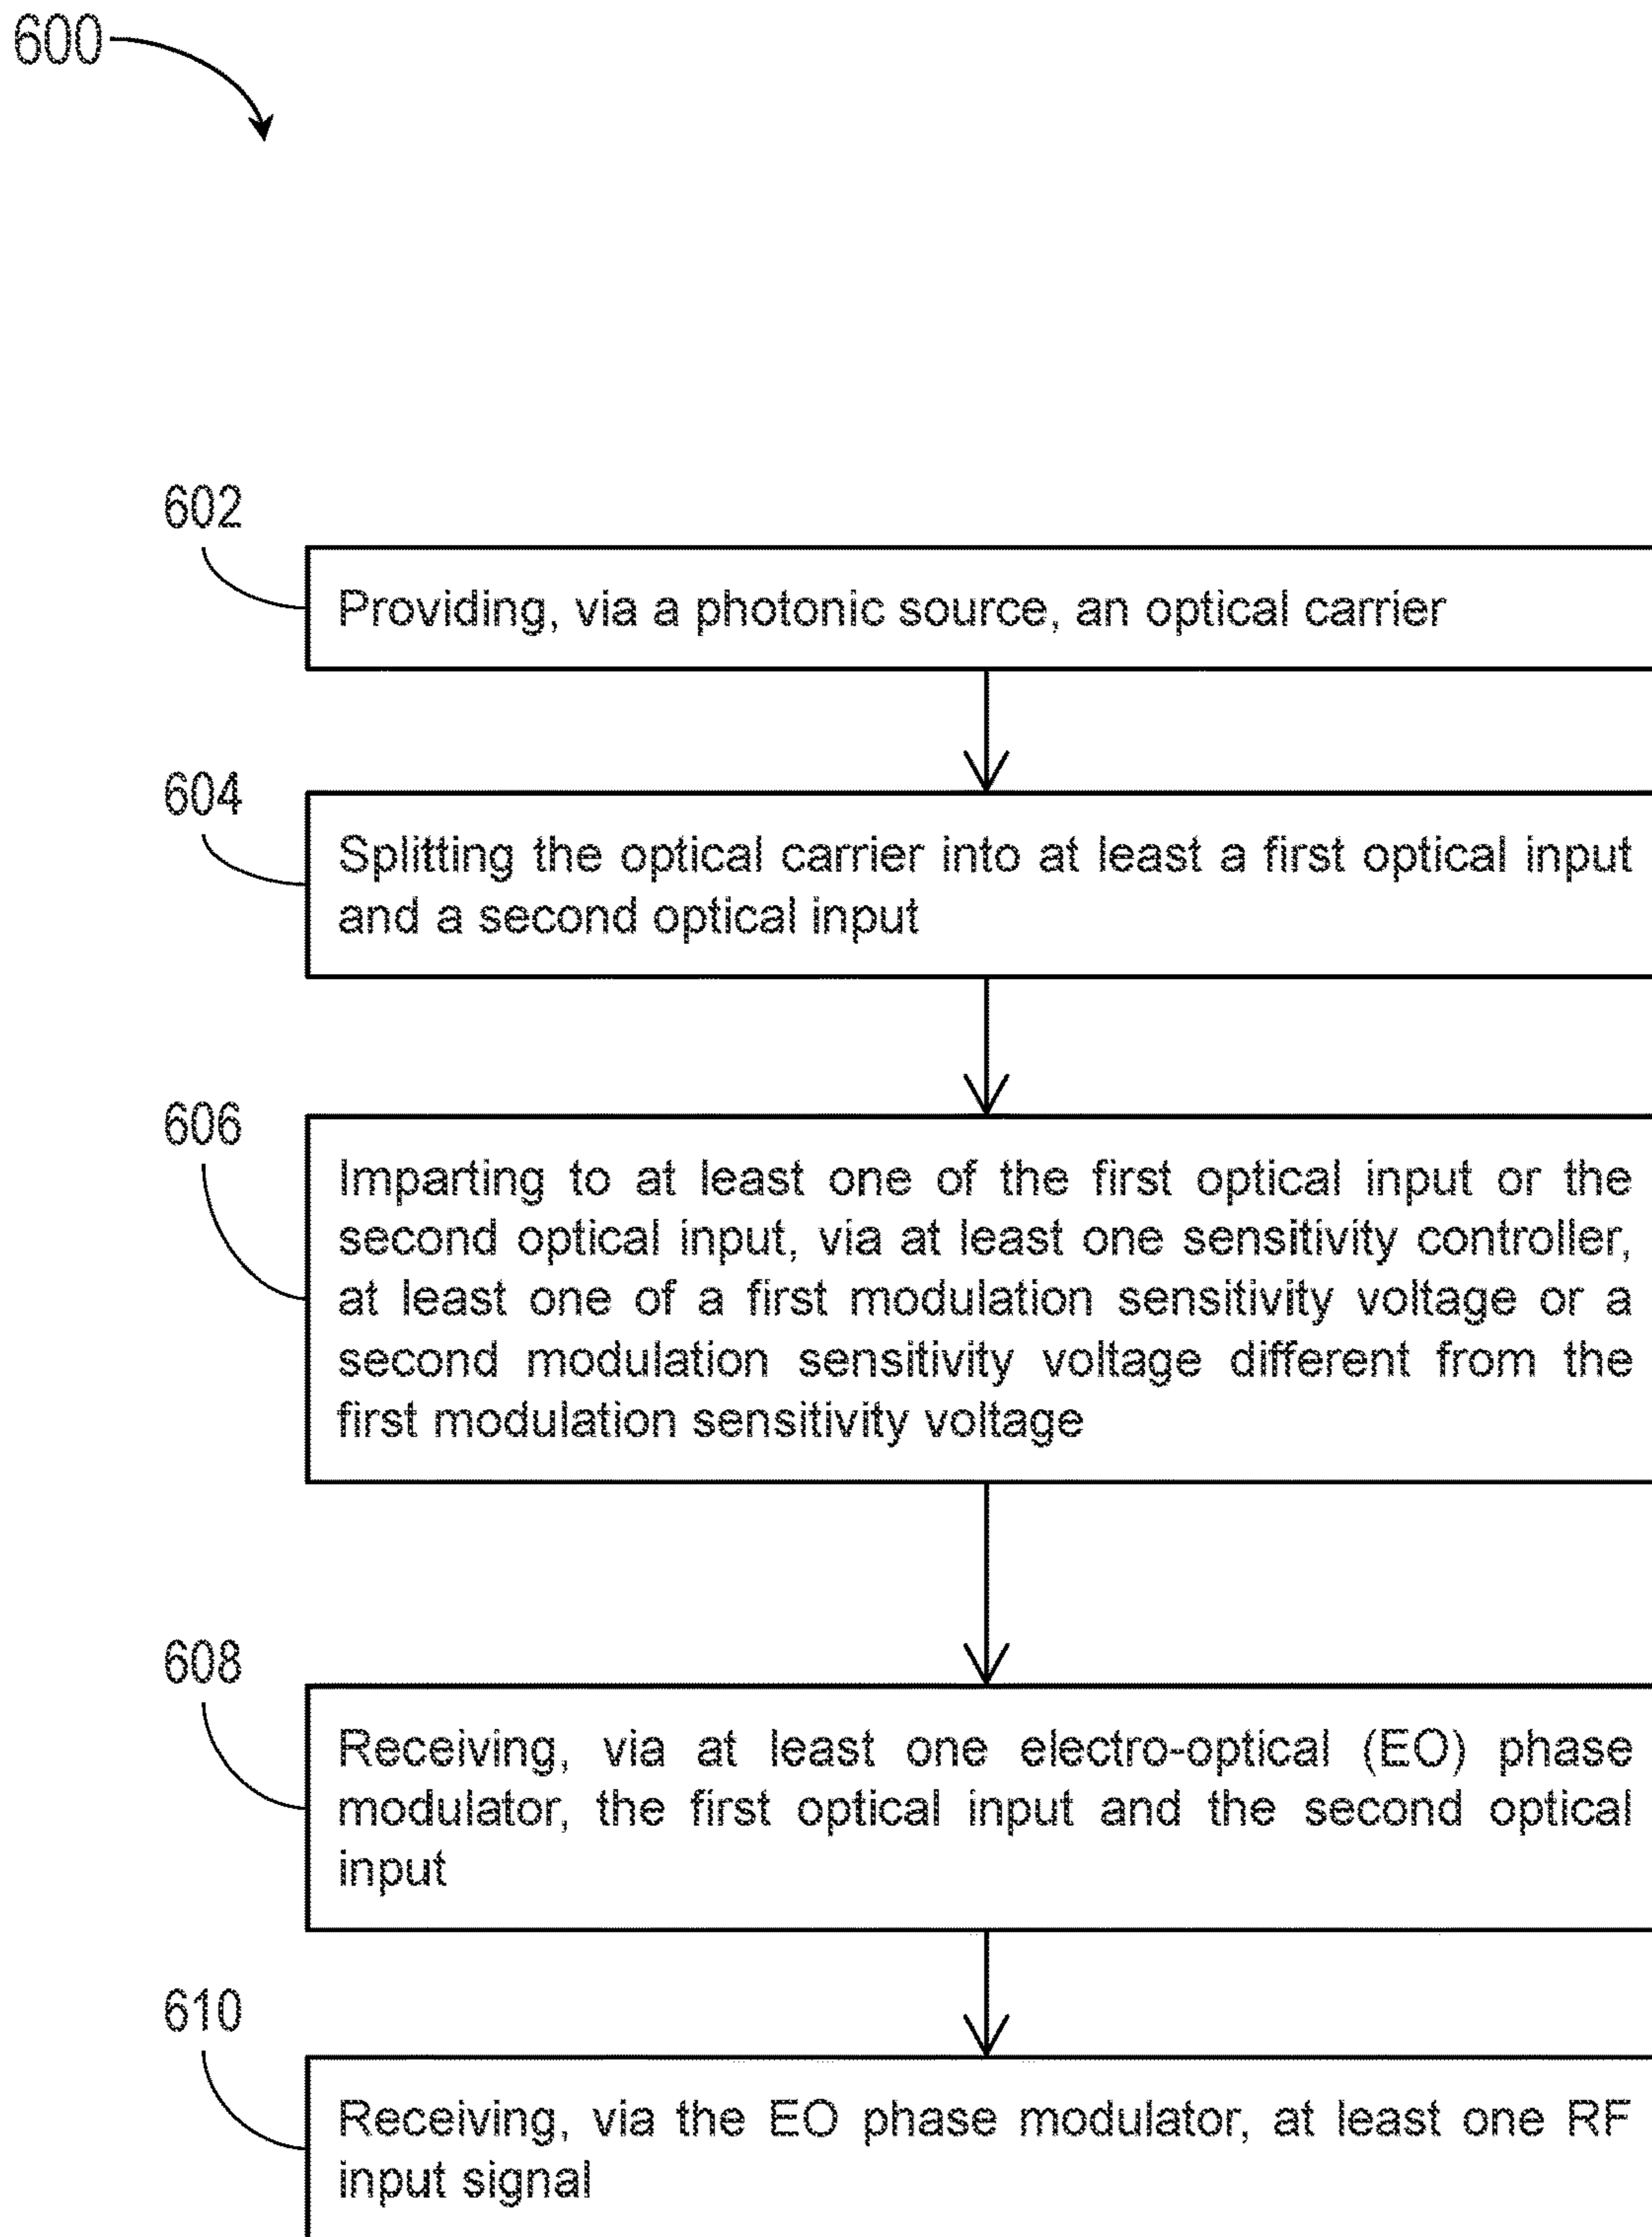 600
602
Providing, via a photonic source, an optical carrier
604
Splitting the optical carrier into at least a first optical input
and a second optical input
606
Imparting to at least one of the first optical input or the
second optical input, via at least one sensitivity controller,
at least one of a first modulation sensitivity voltage or a
second modulation sensitivity voltage different from the
first modulation sensitivity voltage
608
Receiving, via at least one electro-optical (EO) phase
modulator, the first optical input and the second optical
input
610
Receiving, via the EO phase modulator, at least one RF
input signal